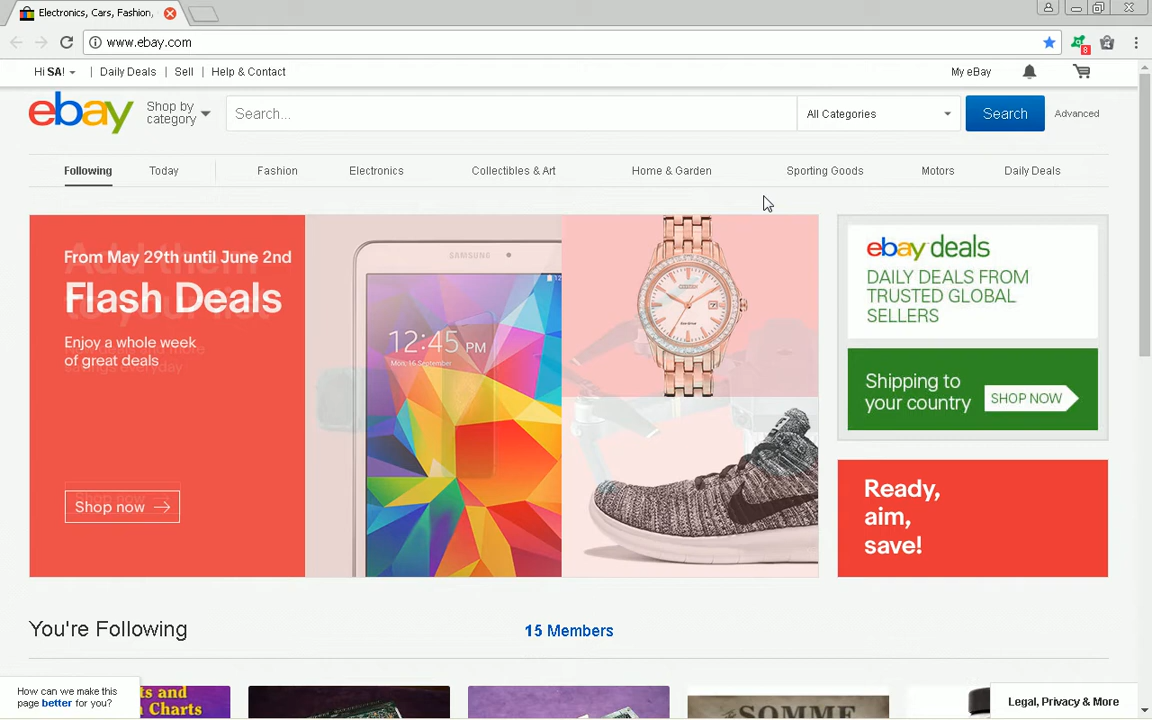 Electronics, Cars, Fashion,
www.ebay.com
8
Hi SA! | Daily Deals | Sell | Help & Contact
My eBay
ebay
Shop by
category
Search...
All Categories
Search
Advanced
Following
Today
Fashion
Electronics
Collectibles & Art
Home & Garden
Sporting Goods
Motors
Daily Deals
From May 29th until June 2nd
Flash Deals
Enjoy a whole week
of great deals
Shop now
SAMSUNG
12:45 PM
Mon, 16 September
CITIZEN
ebay deals
DAILY DEALS FROM
TRUSTED GLOBAL
SELLERS
Shipping to
your country
SHOP NOW
Ready,
aim,
save!
You're Following
15 Members
How can we make this
page better for you?
ts and
Charts
SOMME
Legal, Privacy & More